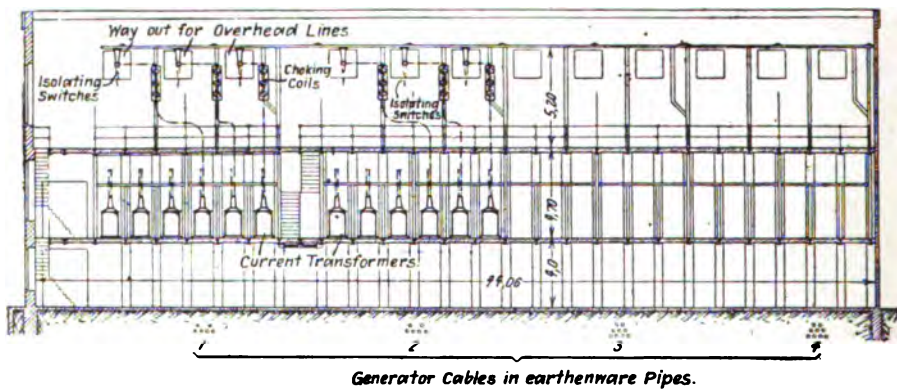 Way out for Overhead Lines
Isolating
Switches
Choking
Coils
Isolating
Switches
5,20
4,70
Current Transformers
44,06
4,0
1 2 3 4
Generator Cables in earthenware Pipes.